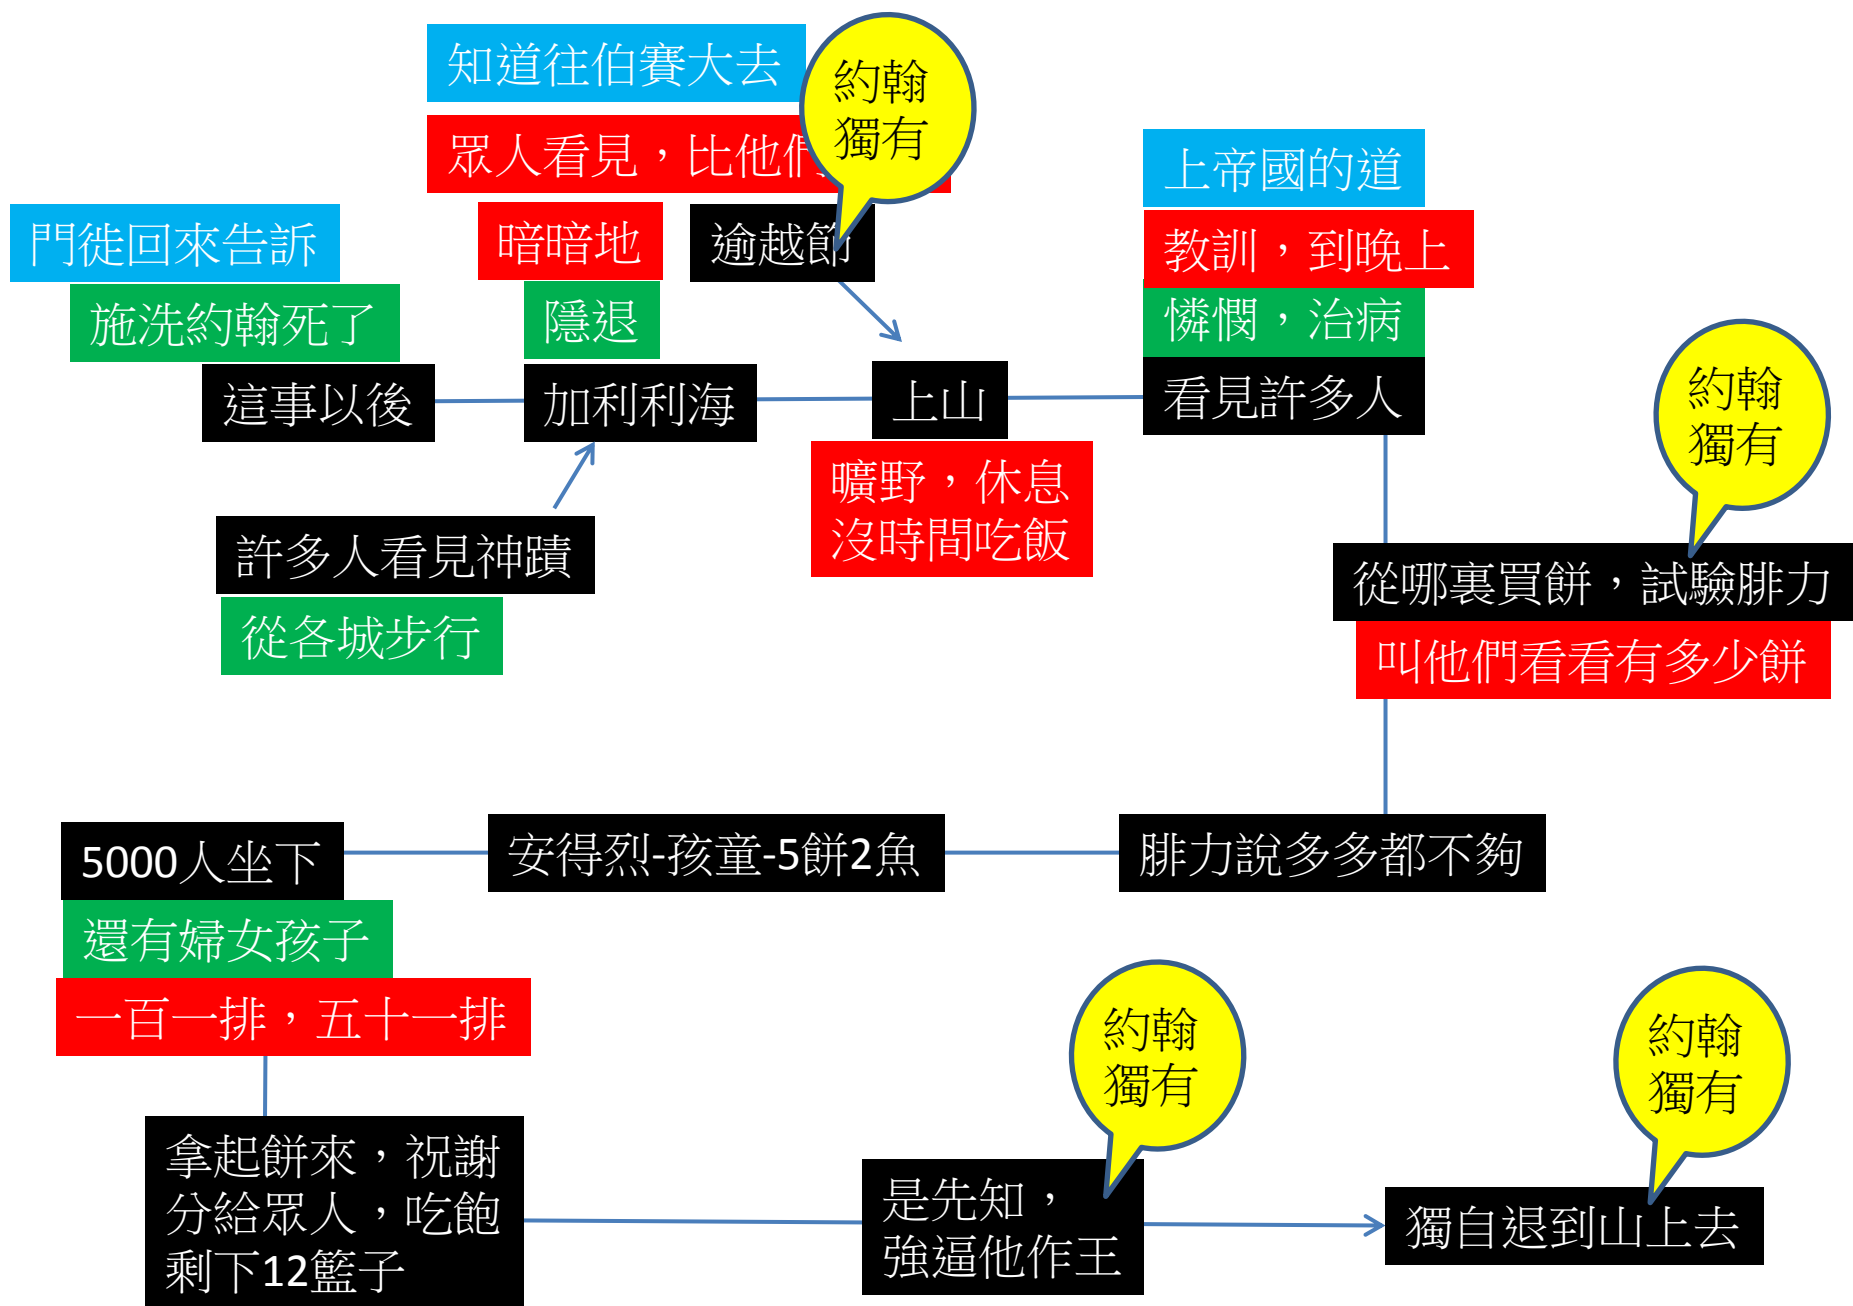 知道往伯賽大去
約翰
獨有
眾人看見，比他們
上帝國的道
門徒回來告訴
暗暗地
逾越節
教訓，到晚上
施洗約翰死了
隱退
憐憫，治病
這事以後
加利利海
上山
看見許多人
約翰
獨有
曠野，休息
沒時間吃飯
許多人看見神蹟
從哪裏買餅，試驗腓力
從各城步行
叫他們看看有多少餅
5000人坐下
安得烈-孩童-5餅2魚
腓力說多多都不夠
還有婦女孩子
一百一排，五十一排
約翰
獨有
約翰
獨有
拿起餅來，祝謝
分給眾人，吃飽
剩下12籃子
是先知，
強逼他作王
獨自退到山上去